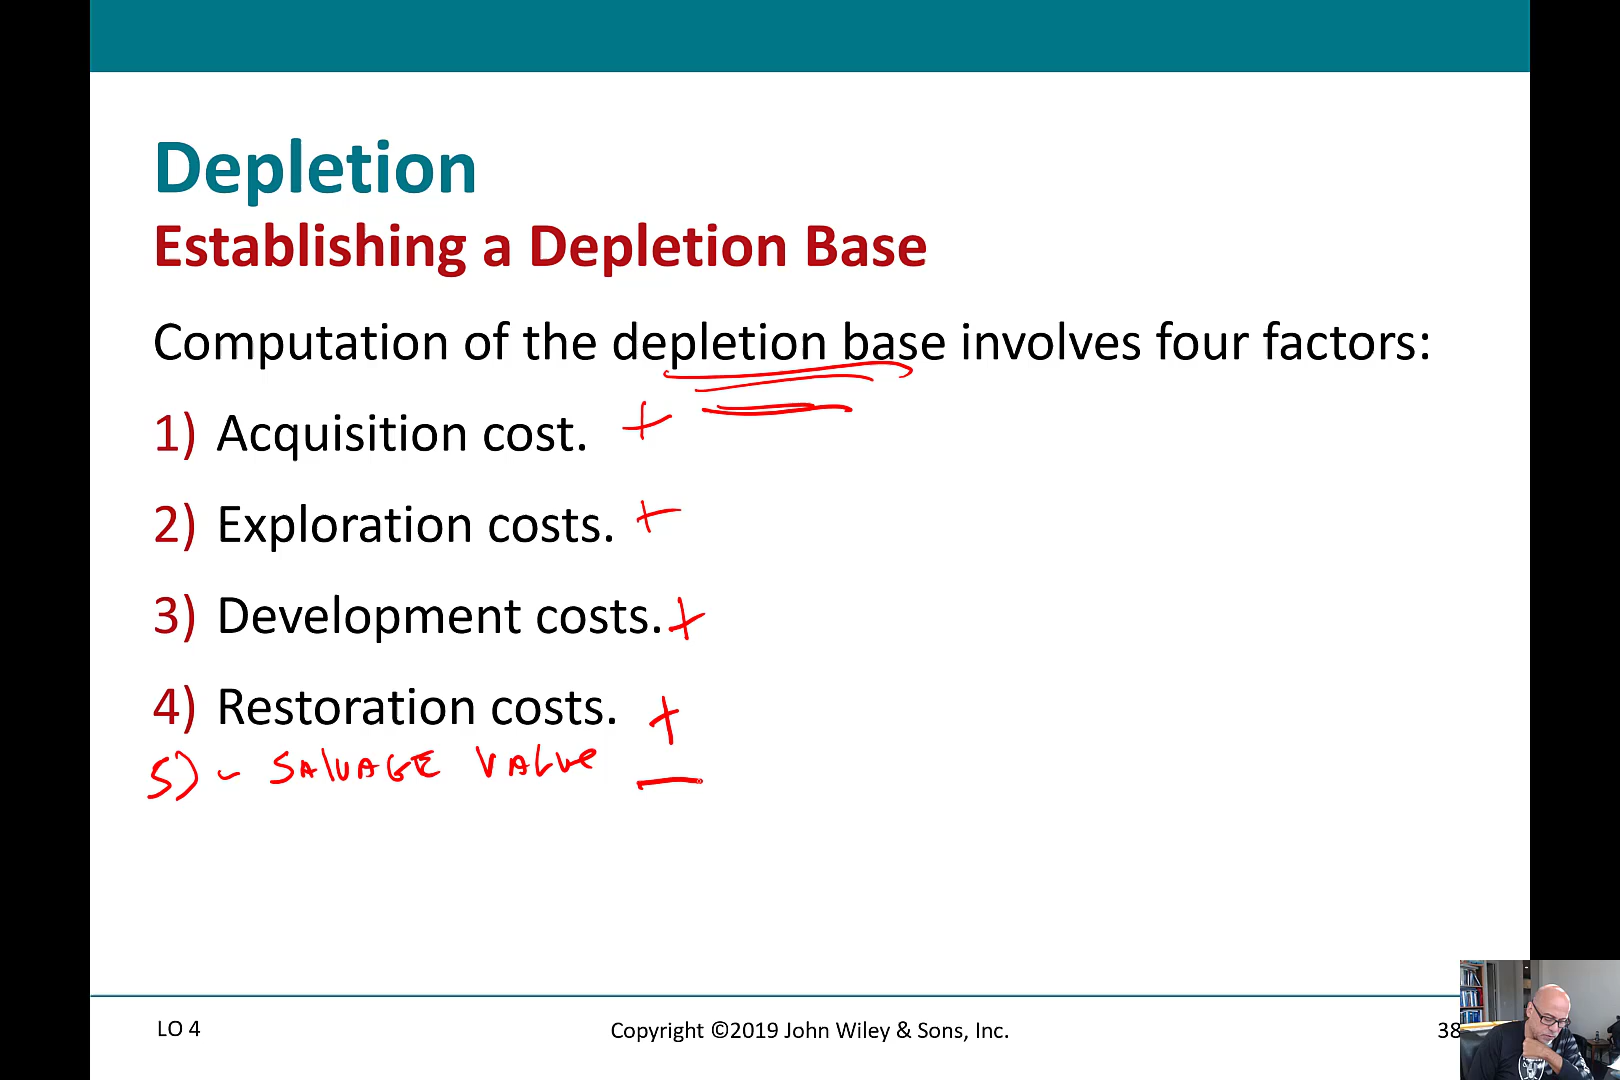 Depletion
Establishing a Depletion Base
Computation of the depletion base involves four factors:
1) Acquisition cost. +
2) Exploration costs. +
3) Development costs. +
4) Restoration costs. +
5) - SALVAGE VALUE —
LO 4
Copyright ©2019 John Wiley & Sons, Inc.
38